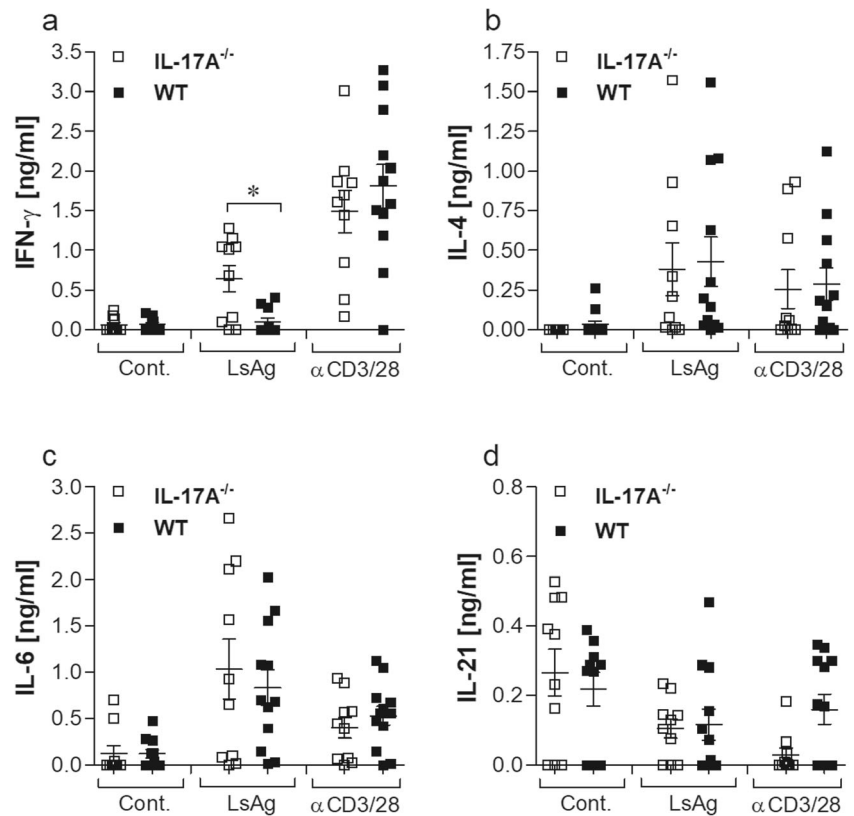 a
IFN-γ [ng/ml]
3.5
3.0
2.5
2.0
1.5
1.0
0.5
0.0
IL-17A-/-
WT
*
Cont.
LsAg
αCD3/28
b
IL-4 [ng/ml]
1.75
1.50
1.25
1.00
0.75
0.50
0.25
0.00
IL-17A-/-
WT
Cont.
LsAg
αCD3/28
c
IL-6 [ng/ml]
3.0
2.5
2.0
1.5
1.0
0.5
0.0
IL-17A-/-
WT
Cont.
LsAg
αCD3/28
d
IL-21 [ng/ml]
0.8
0.6
0.4
0.2
0.0
IL-17A-/-
WT
Cont.
LsAg
αCD3/28